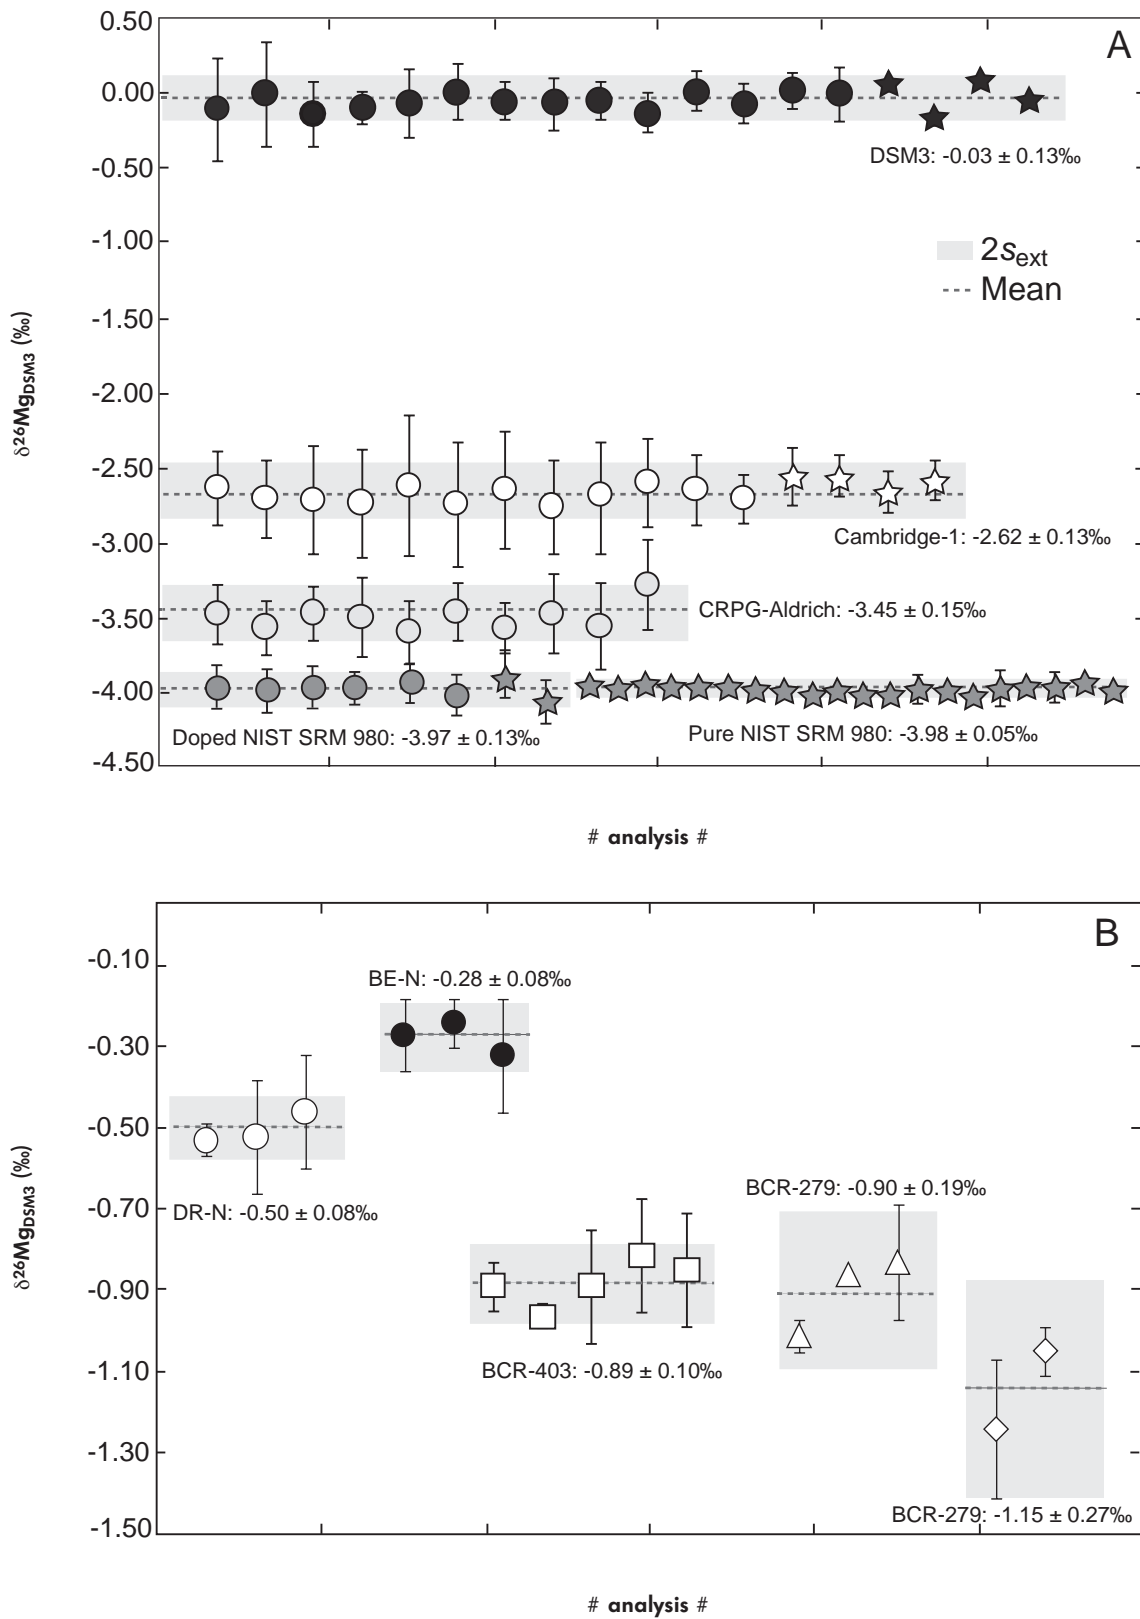 A
0.50
0.00
-0.50
-1.00
-1.50
-2.00
-2.50
-3.00
-3.50
-4.00
-4.50
δ26MgDSM3 (‰)
DSM3: -0.03 ± 0.13‰
2sext
Mean
Cambridge-1: -2.62 ± 0.13‰
CRPG-Aldrich: -3.45 ± 0.15‰
Doped NIST SRM 980: -3.97 ± 0.13‰
Pure NIST SRM 980: -3.98 ± 0.05‰
# analysis #
B
-0.10
-0.30
-0.50
-0.70
-0.90
-1.10
-1.30
-1.50
δ26MgDSM3 (‰)
BE-N: -0.28 ± 0.08‰
DR-N: -0.50 ± 0.08‰
BCR-279: -0.90 ± 0.19‰
BCR-403: -0.89 ± 0.10‰
BCR-279: -1.15 ± 0.27‰
# analysis #